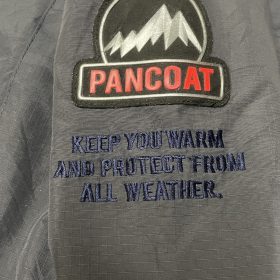 PANCOAT
KEEP YOU WARM
AND PROTECT FROM
ALL WEATHER.